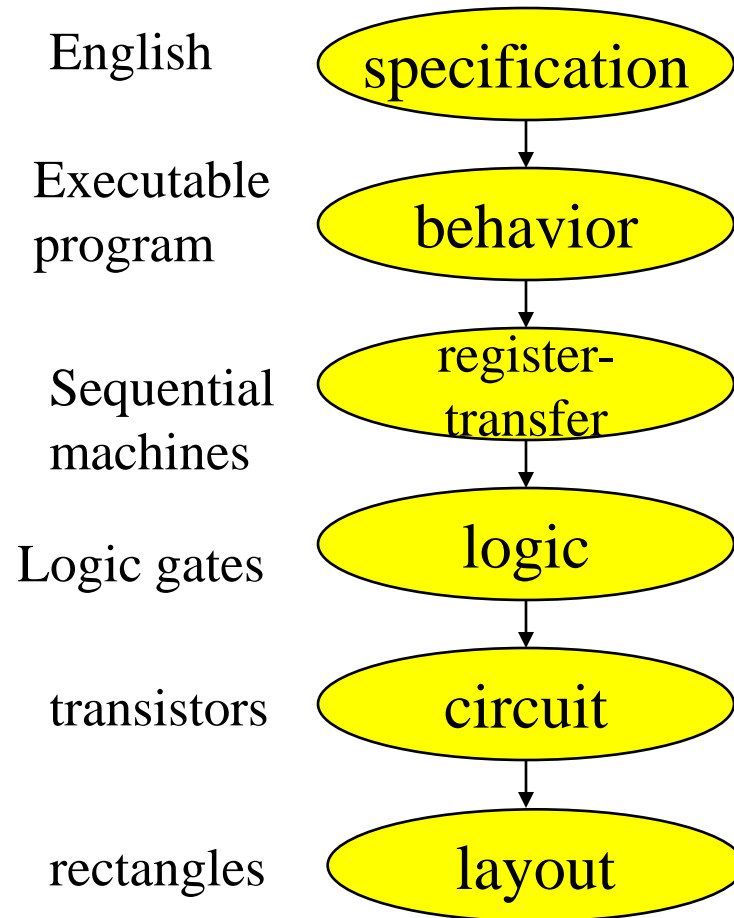 English
specification
Executable
program
behavior
Sequential
machines
register-
transfer
Logic gates
logic
transistors
circuit
rectangles
layout